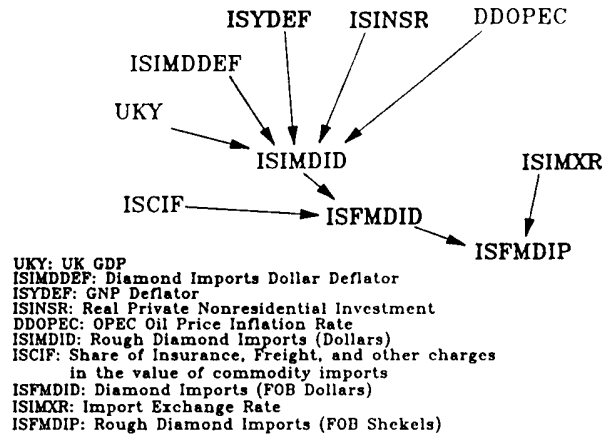 ISYDEF ISINSR DDOPEC
ISIMDDEF
UKY
ISIMDID ISIMXR
ISCIF ISFMDID
ISFMDIP
UKY: UK GDP
ISIMDDEF: Diamond Imports Dollar Deflator
ISYDEF: GNP Deflator
ISINSR: Real Private Nonresidential Investment
DDOPEC: OPEC Oil Price Inflation Rate
ISIMDID: Rough Diamond Imports (Dollars)
ISCIF: Share of Insurance, Freight, and other charges
in the value of commodity imports
ISFMDID: Diamond Imports (FOB Dollars)
ISIMXR: Import Exchange Rate
ISFMDIP: Rough Diamond Imports (FOB Shekels)